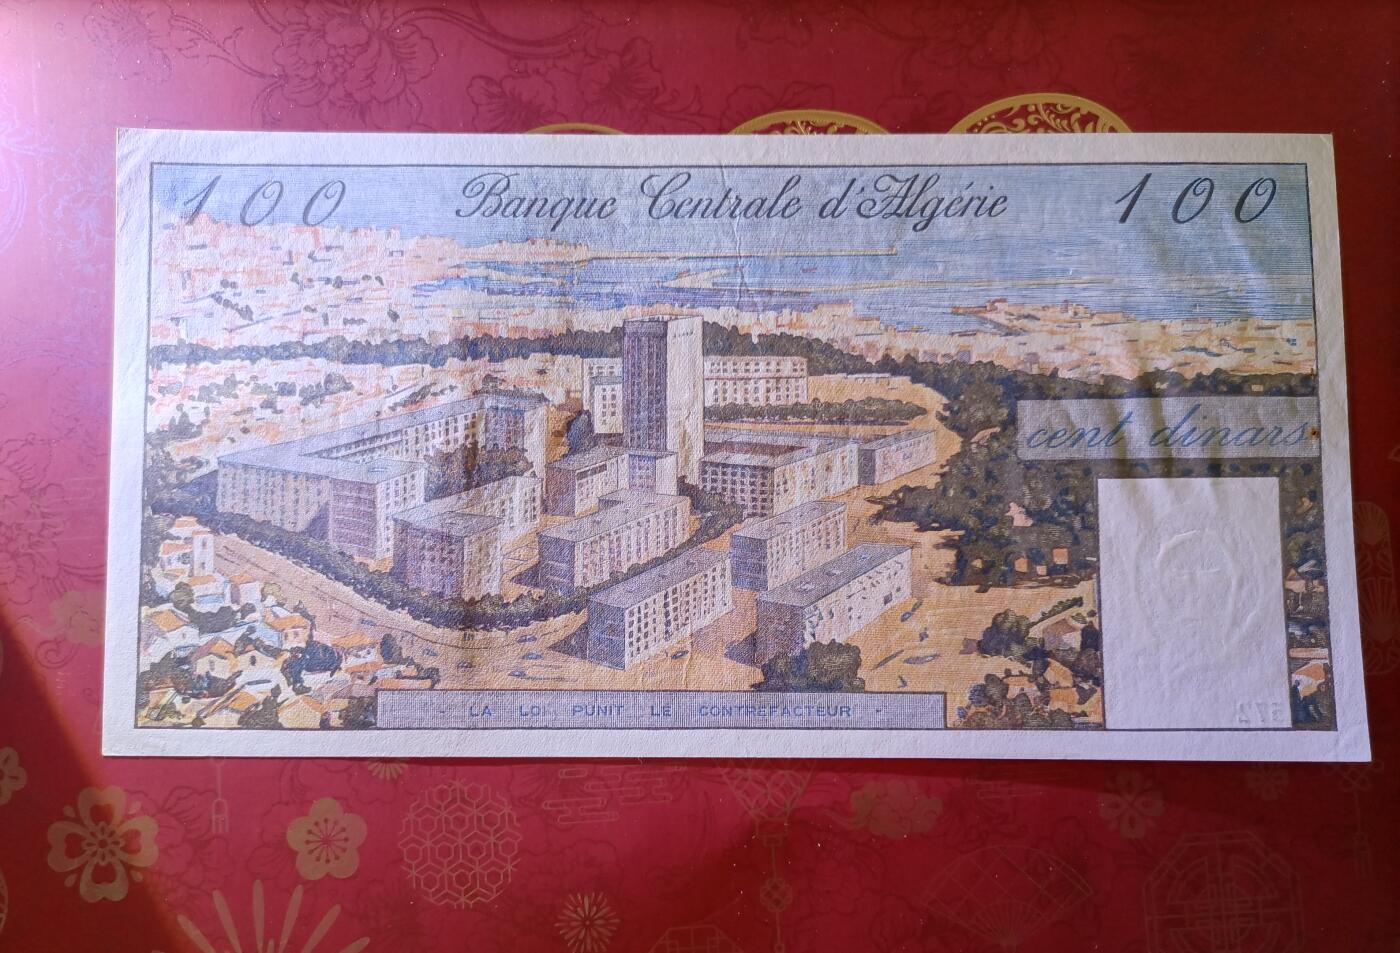 100 Banque Centrale d'Algérie 100
cent dinars
- LA LOI PUNIT LE CONTREFACTEUR -